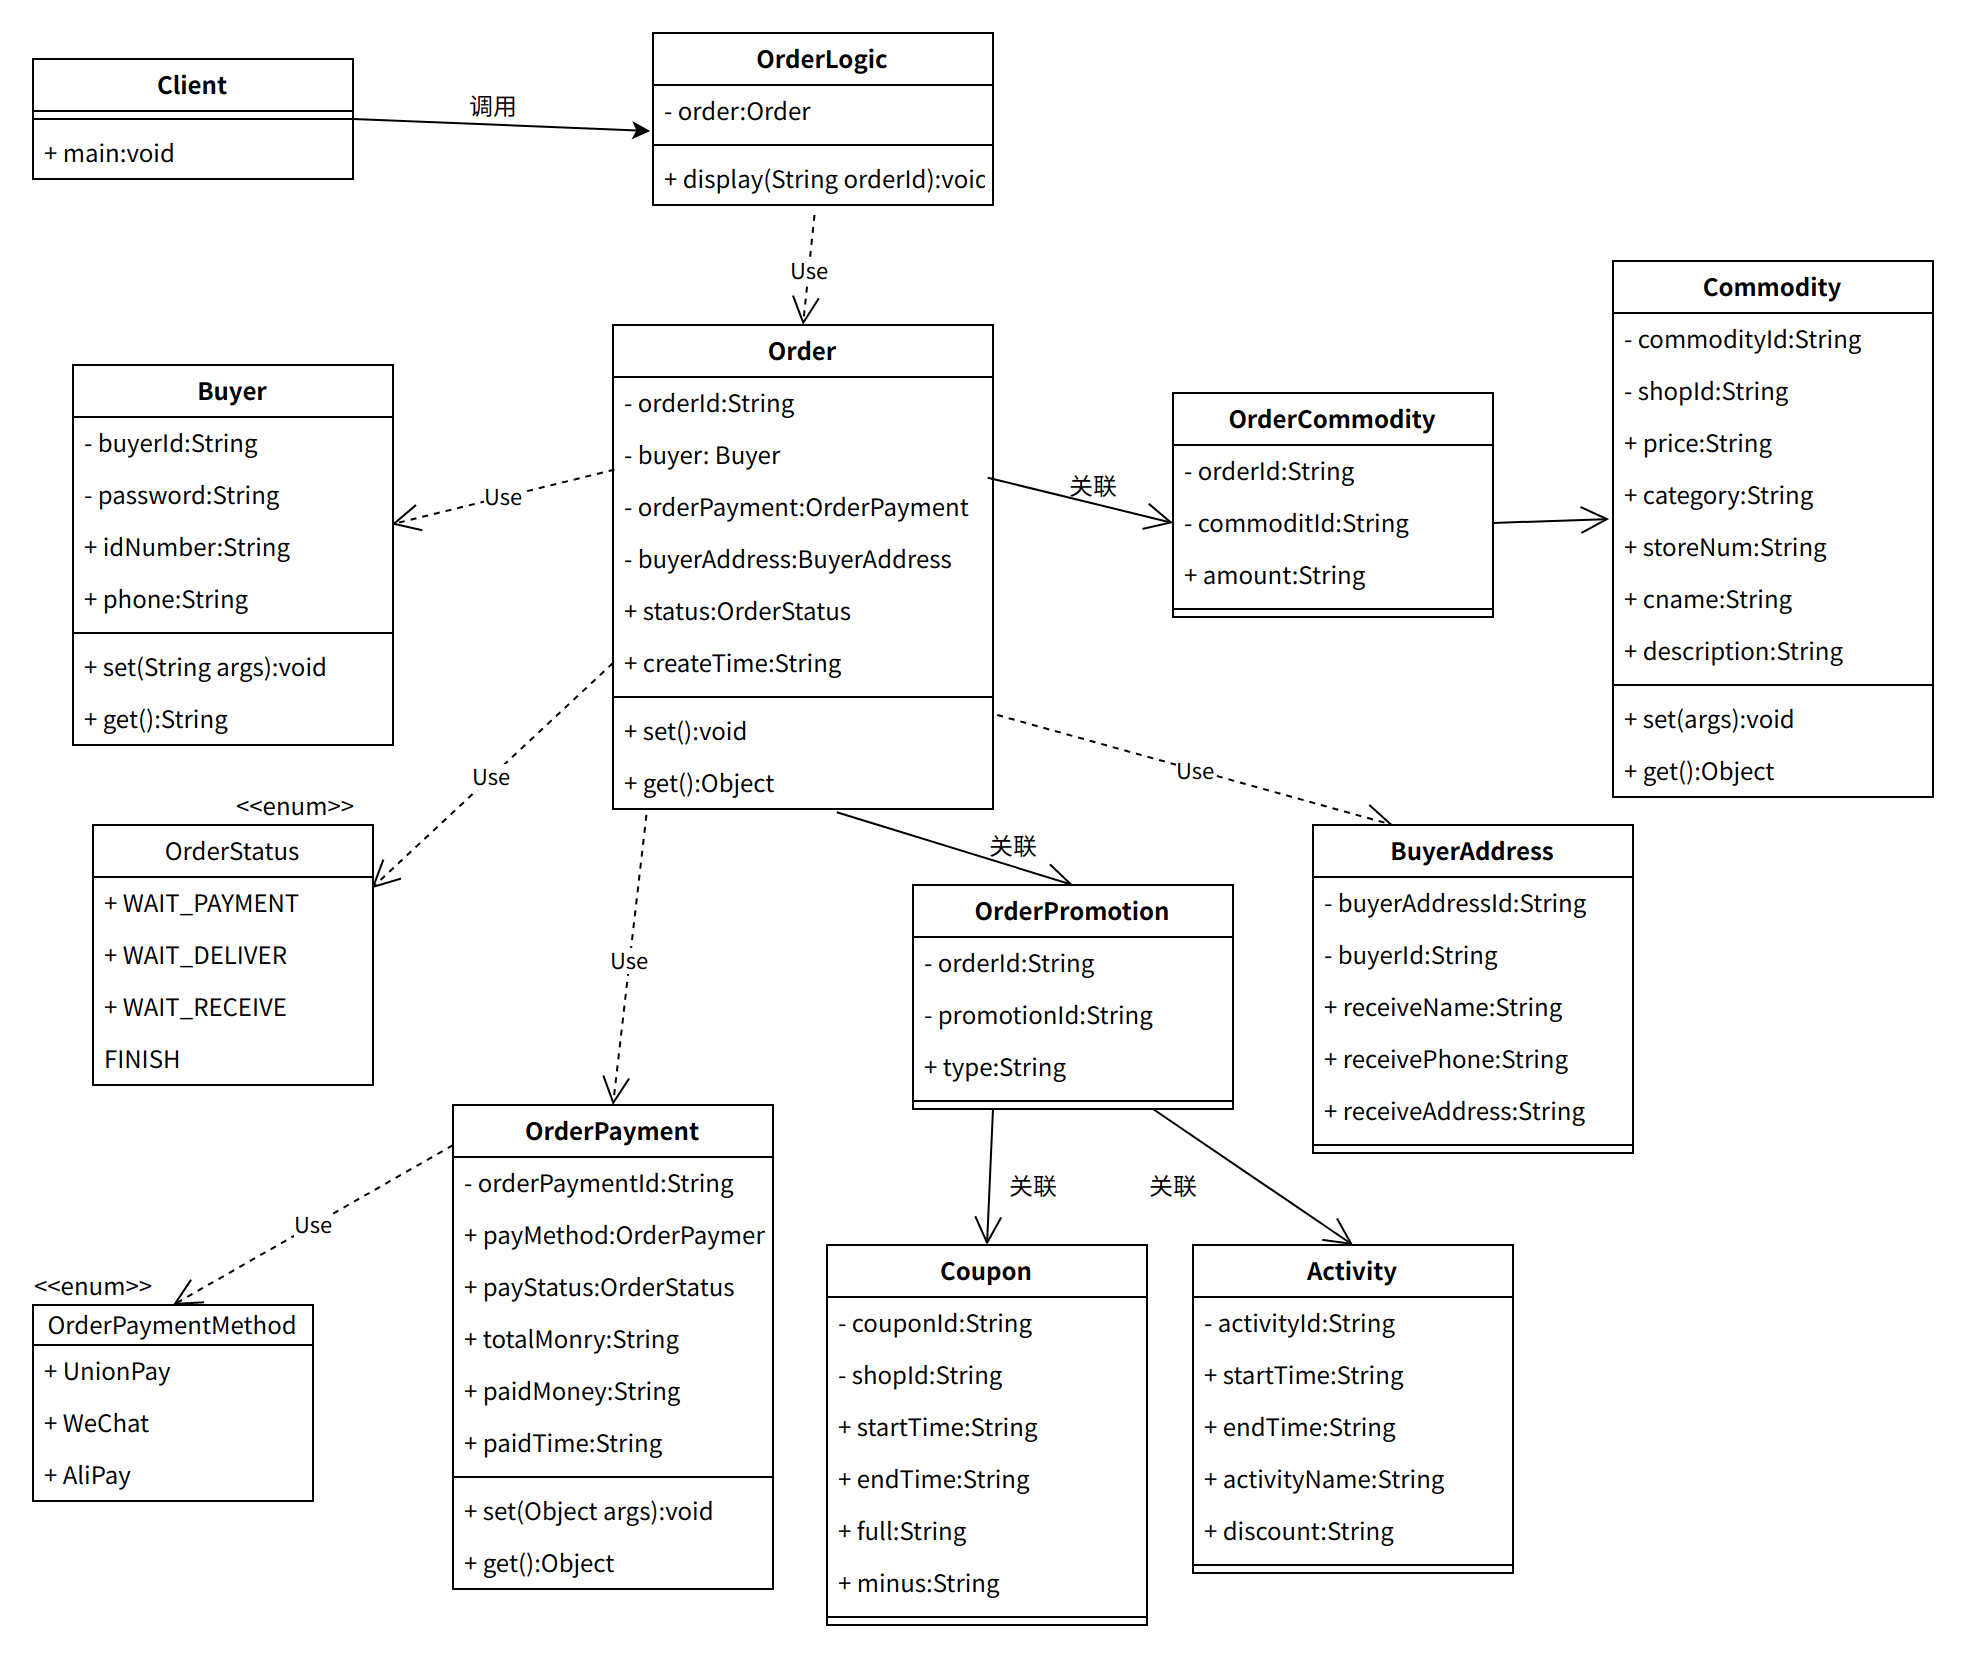 Client
+ main:void
调用
OrderLogic
- order:Order
+ display(String orderId):void
Use
Order
- orderId:String
- buyer: Buyer
- orderPayment:OrderPayment
- buyerAddress:BuyerAddress
+ status:OrderStatus
+ createTime:String
+ set():void
+ get():Object
Buyer
- buyerId:String
- password:String
+ idNumber:String
+ phone:String
+ set(String args):void
+ get():String
Use
关联
OrderCommodity
- orderId:String
- commoditId:String
+ amount:String
Commodity
- commodityId:String
- shopId:String
+ price:String
+ category:String
+ storeNum:String
+ cname:String
+ description:String
+ set(args):void
+ get():Object
Use
<<enum>>
OrderStatus
+ WAIT_PAYMENT
+ WAIT_DELIVER
+ WAIT_RECEIVE
FINISH
Use
关联
Use
BuyerAddress
- buyerAddressId:String
- buyerId:String
+ receiveName:String
+ receivePhone:String
+ receiveAddress:String
OrderPromotion
- orderId:String
- promotionId:String
+ type:String
OrderPayment
- orderPaymentId:String
+ payMethod:OrderPaymer
+ payStatus:OrderStatus
+ totalMonry:String
+ paidMoney:String
+ paidTime:String
+ set(Object args):void
+ get():Object
Use
<<enum>>
OrderPaymentMethod
+ UnionPay
+ WeChat
+ AliPay
关联
关联
Coupon
- couponId:String
- shopId:String
+ startTime:String
+ endTime:String
+ full:String
+ minus:String
Activity
- activityId:String
+ startTime:String
+ endTime:String
+ activityName:String
+ discount:String